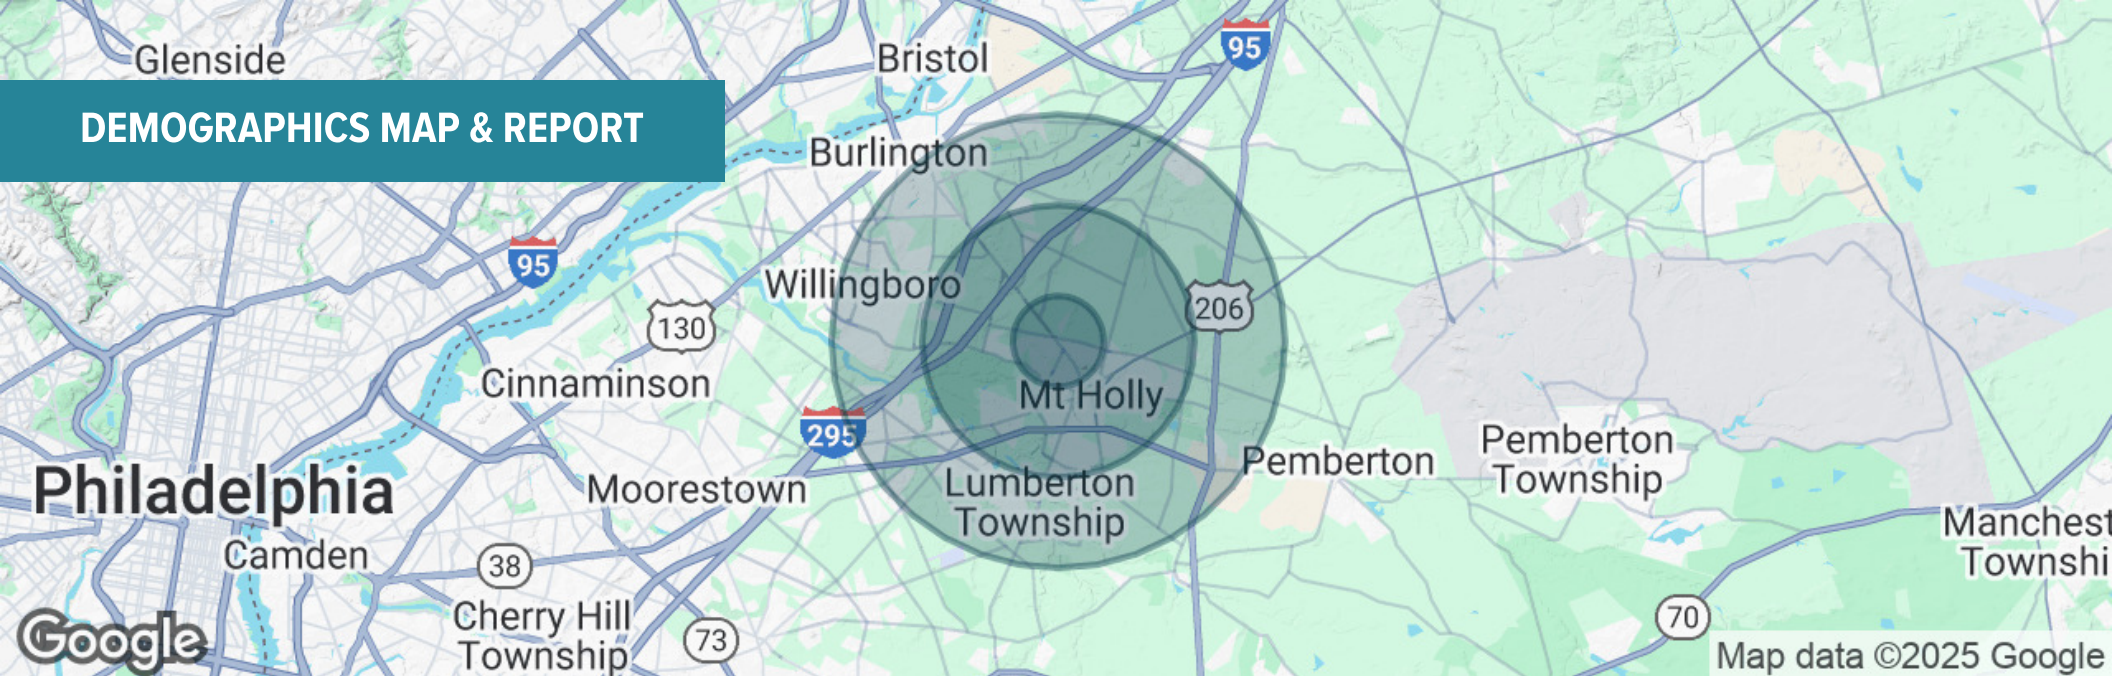 Glenside
Bristol
95
DEMOGRAPHICS MAP & REPORT
Burlington
95
Willingboro
130
206
Cinnaminson
Mt Holly
295
Pemberton
Pemberton
Township
Philadelphia
Moorestown
Lumberton
Township
Manchest
Townshi
Camden
38
Cherry Hill
Township
73
70
Google
Map data ©2025 Google